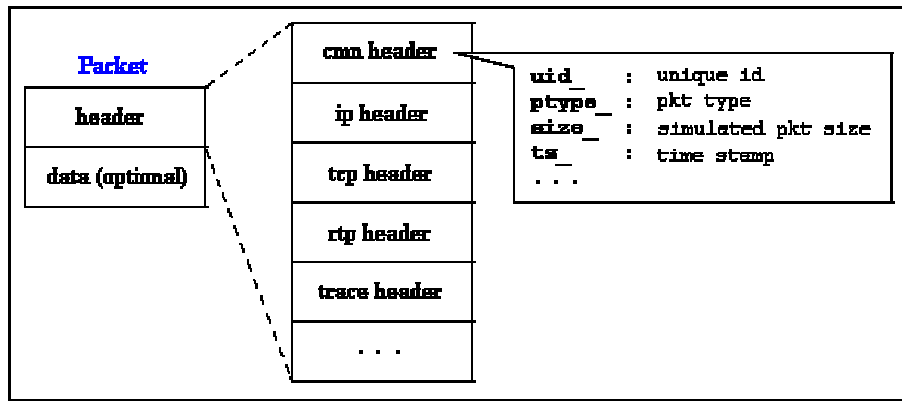 Packet
header
data (optional)
cmn header
ip header
tcp header
rtp header
trace header
. . .
uid_ : unique id
ptype_ : pkt type
size_ : simulated pkt size
ts_ : time stamp
. . .